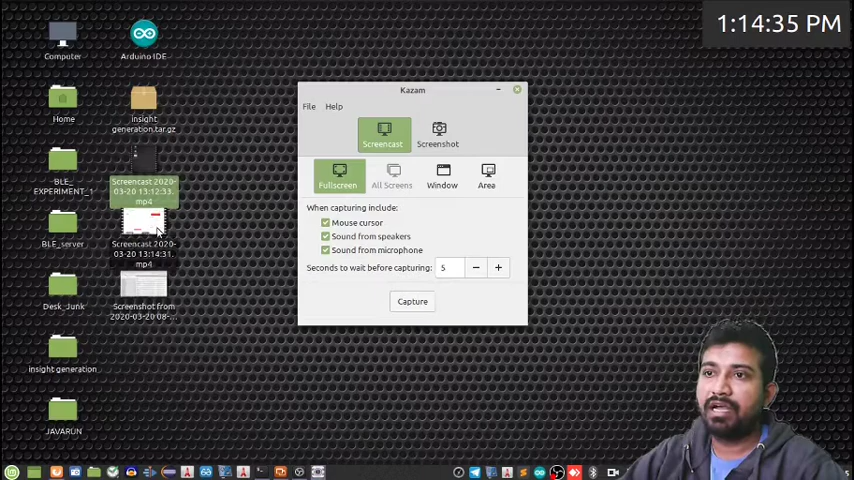 1:14:35 PM
Computer
Arduino IDE
Home
insight
generation.tar.gz
BLE_
EXPERIMENT_1
Screencast 2020-
03-20 13:12:33.
mp4
BLE_server
Screencast 2020-
03-20 13:14:31.
mp4
Desk_Junk
Screenshot from
2020-03-20 08-...
insight generation
JAVARUN
Kazam
File
Help
Screencast
Screenshot
Fullscreen
All Screens
Window
Area
When capturing include:
Mouse cursor
Sound from speakers
Sound from microphone
Seconds to wait before capturing:
5
Capture